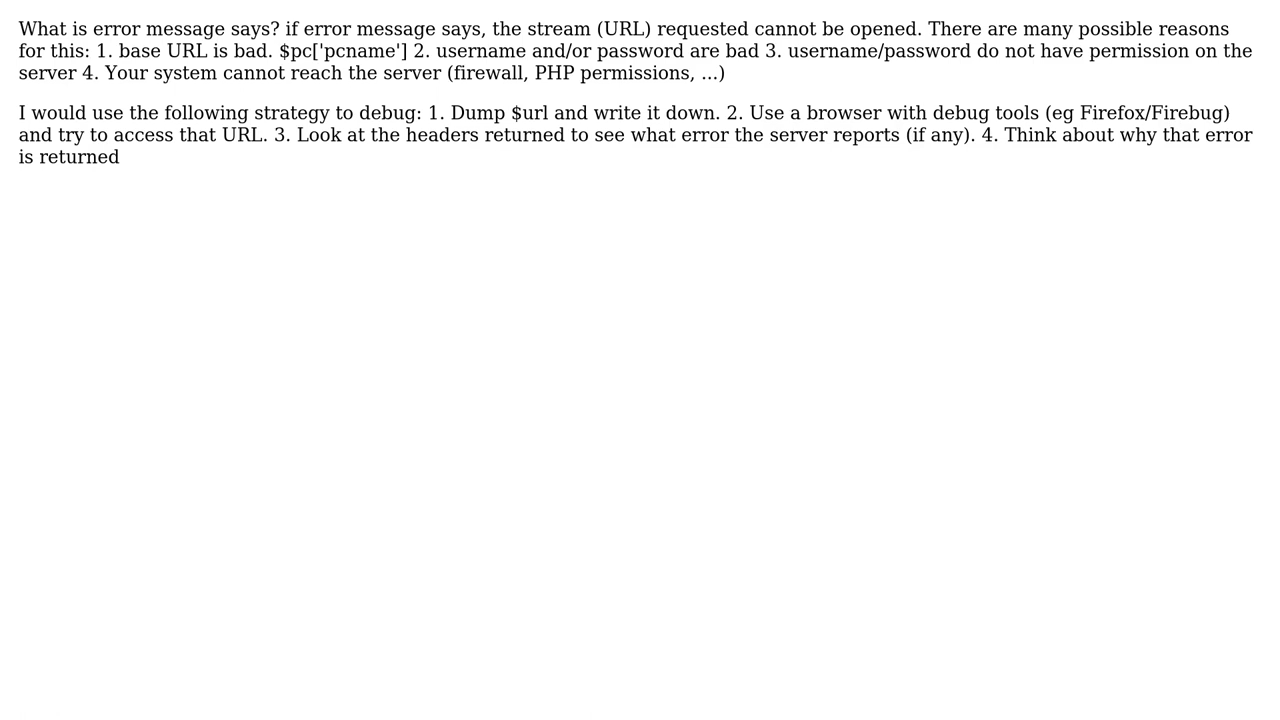 What is error message says? if error message says, the stream (URL) requested cannot be opened. There are many possible reasons
for this: 1. base URL is bad. $pc['pcname'] 2. username and/or password are bad 3. username/password do not have permission on the
server 4. Your system cannot reach the server (firewall, PHP permissions, ...)
I would use the following strategy to debug: 1. Dump $url and write it down. 2. Use a browser with debug tools (eg Firefox/Firebug)
and try to access that URL. 3. Look at the headers returned to see what error the server reports (if any). 4. Think about why that error
is returned